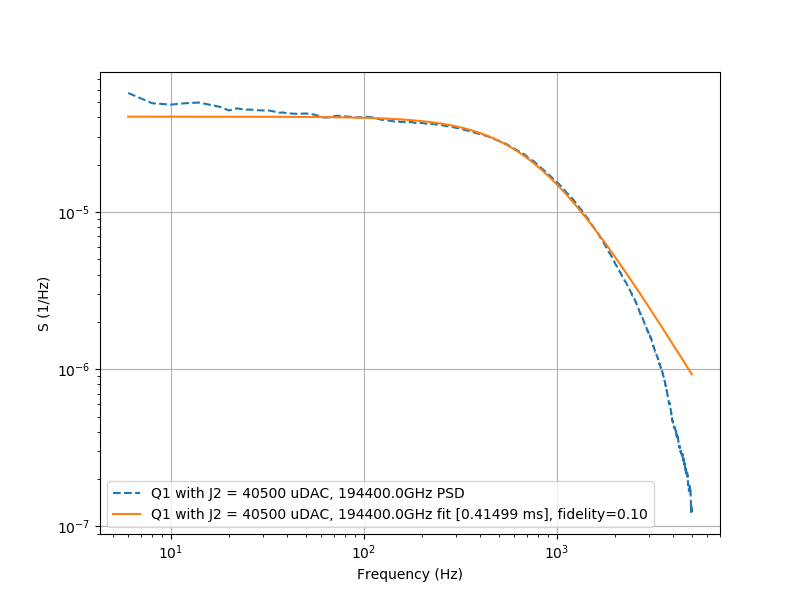 S (1/Hz)
10⁻⁵
10⁻⁶
10⁻⁷
Q1 with J2 = 40500 uDAC, 194400.0GHz PSD
Q1 with J2 = 40500 uDAC, 194400.0GHz fit [0.41499 ms], fidelity=0.10
10¹ 10² 10³
Frequency (Hz)